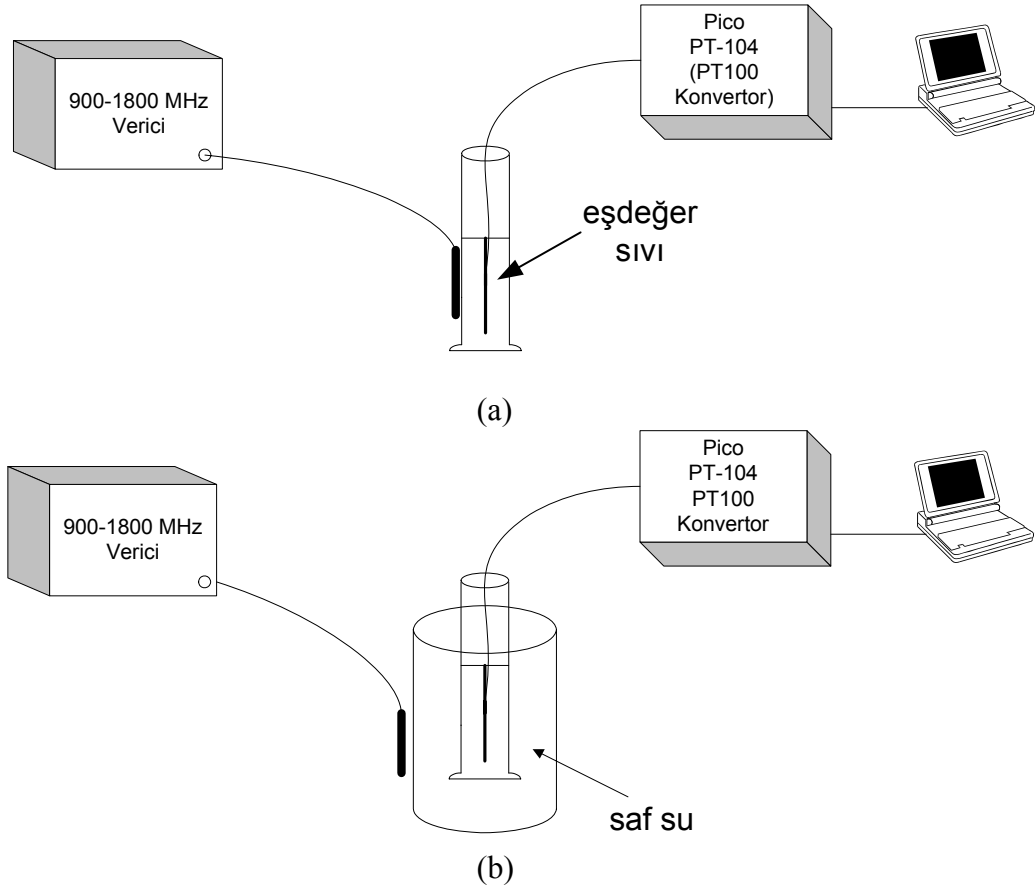 900-1800 MHz
Verici
Pico
PT-104
(PT100
Konvertor)
eşdeğer
sıvı
(a)
900-1800 MHz
Verici
Pico
PT-104
PT100
Konvertor
saf su
(b)